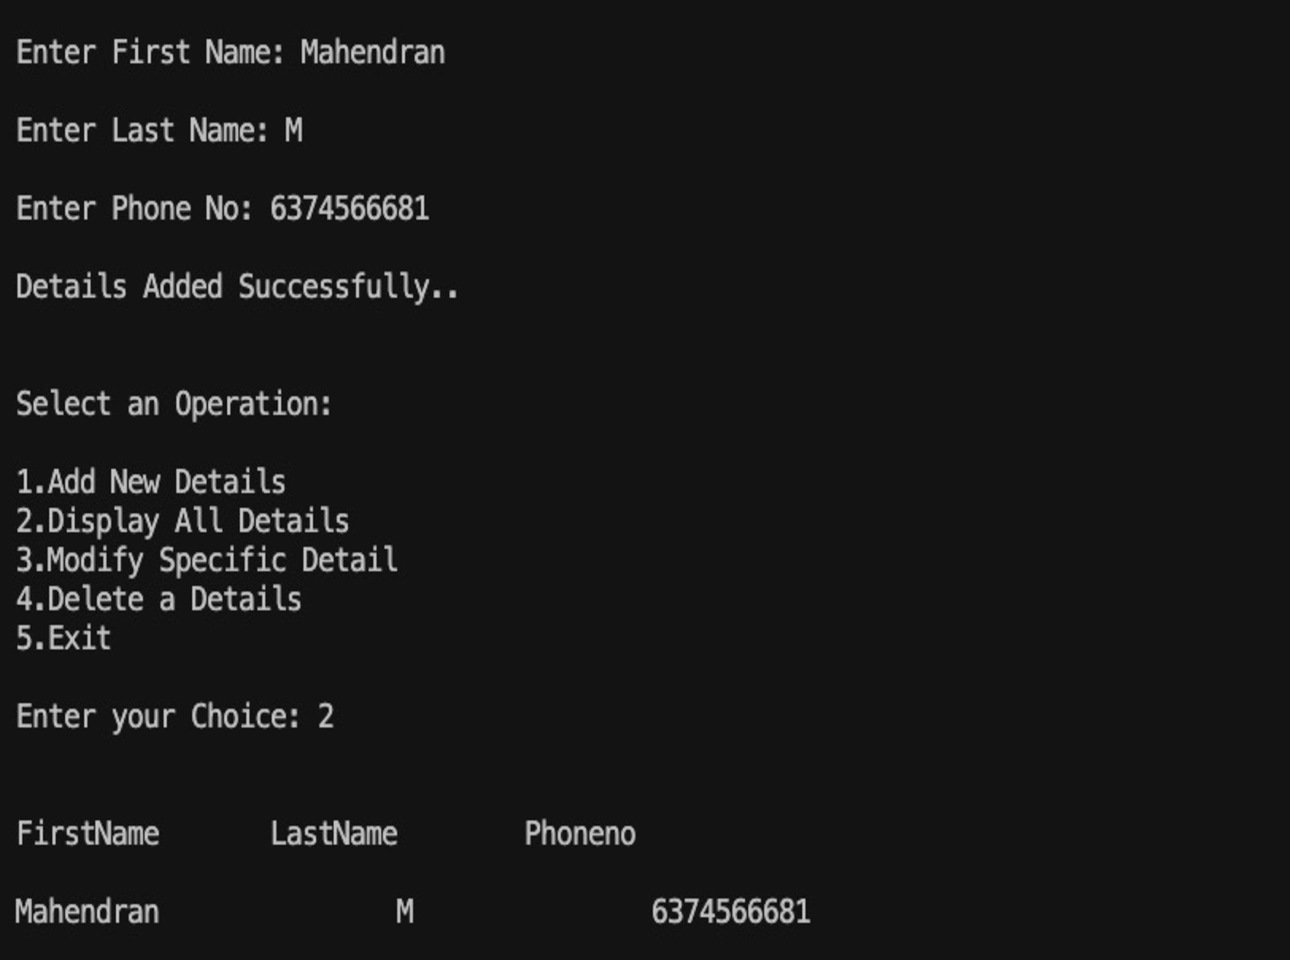 Enter First Name: Mahendran
Enter Last Name: M
Enter Phone No: 6374566681
Details Added Successfully..
Select an Operation:
1.Add New Details
2.Display All Details
3.Modify Specific Detail
4.Delete a Details
5.Exit
Enter your Choice: 2
FirstName LastName Phoneno
Mahendran M 6374566681